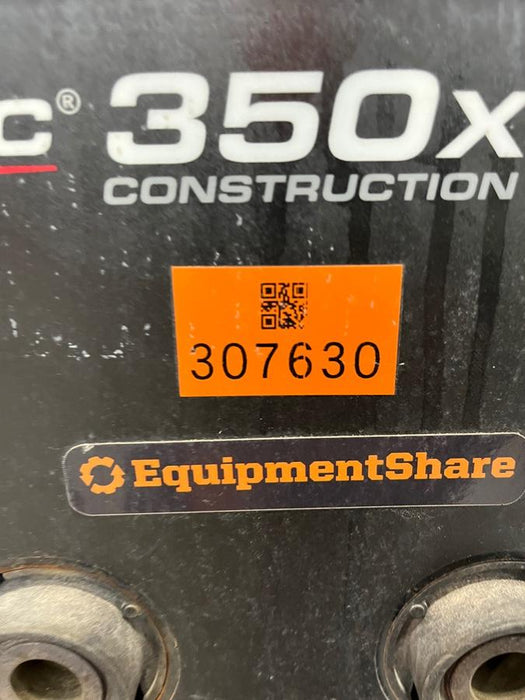 c® 350x
CONSTRUCTION
307630
EquipmentShare